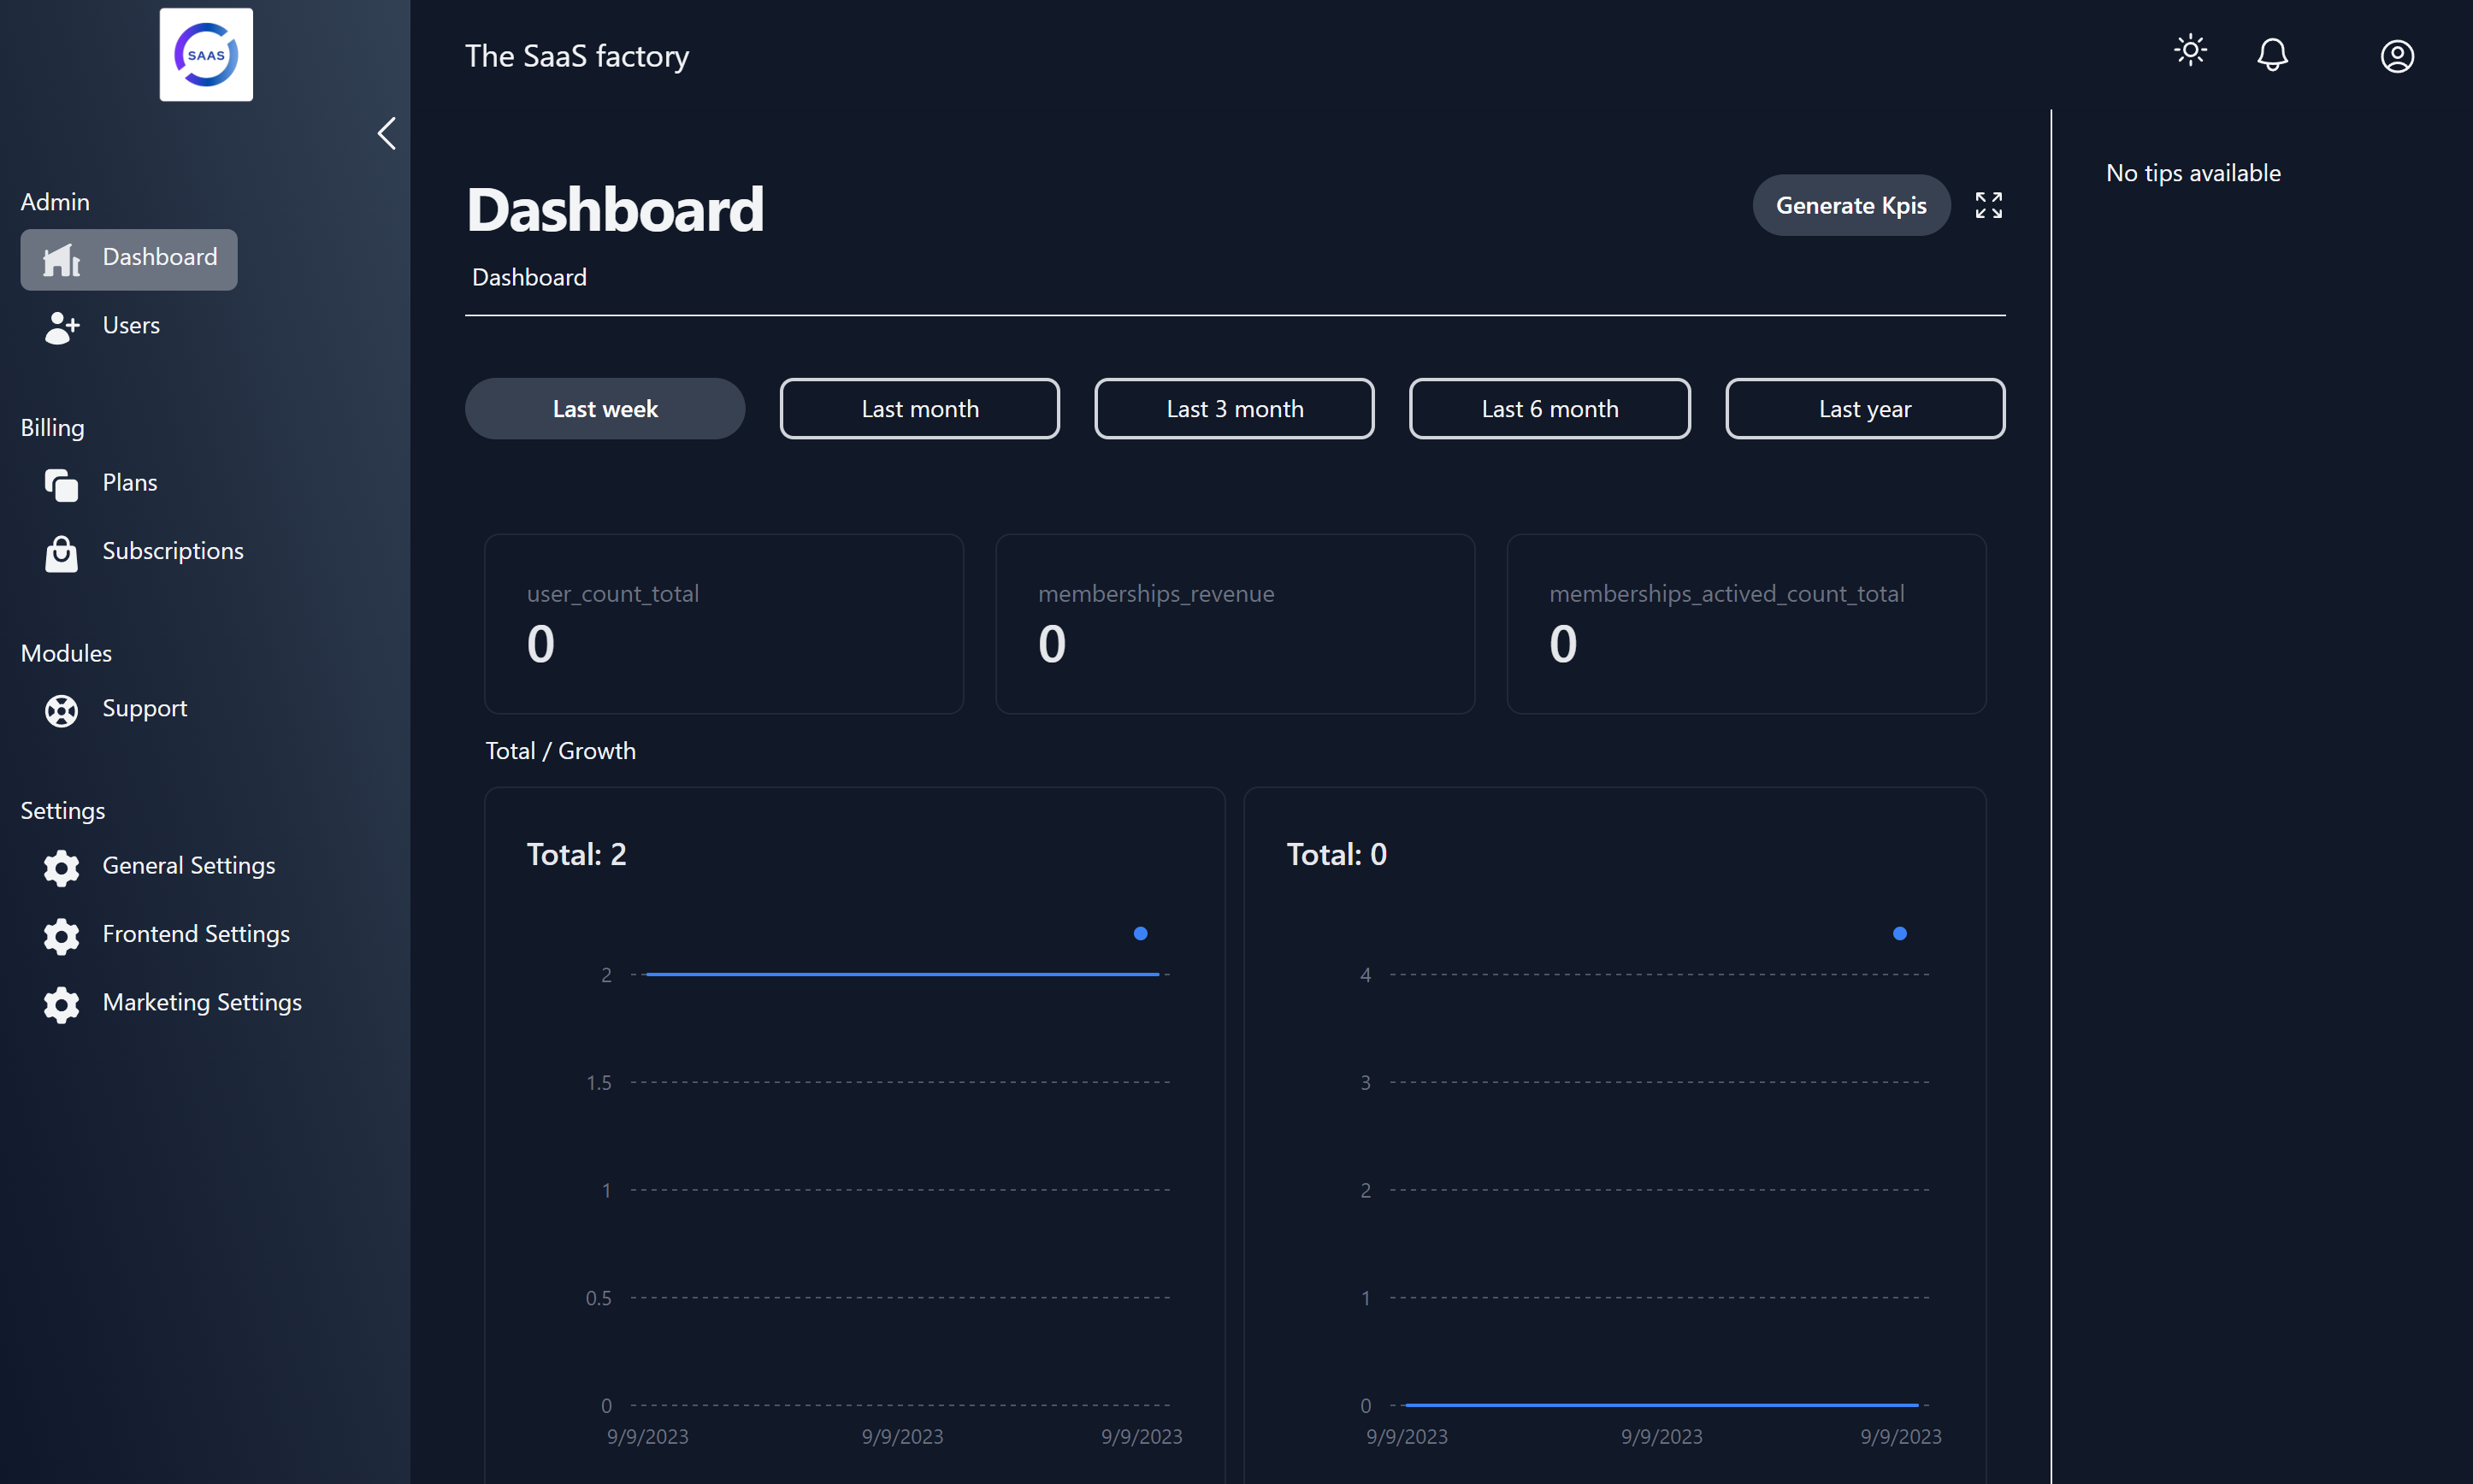 SAAS
The SaaS factory
Admin
Dashboard
Users
Billing
Plans
Subscriptions
Modules
Support
Settings
General Settings
Frontend Settings
Marketing Settings
Dashboard
Generate Kpis
Dashboard
Last week
Last month
Last 3 month
Last 6 month
Last year
user_count_total
0
memberships_revenue
0
memberships_actived_count_total
0
Total / Growth
Total: 2
2
1.5
1
0.5
0
9/9/2023 9/9/2023 9/9/2023
Total: 0
4
3
2
1
0
9/9/2023 9/9/2023 9/9/2023
No tips available